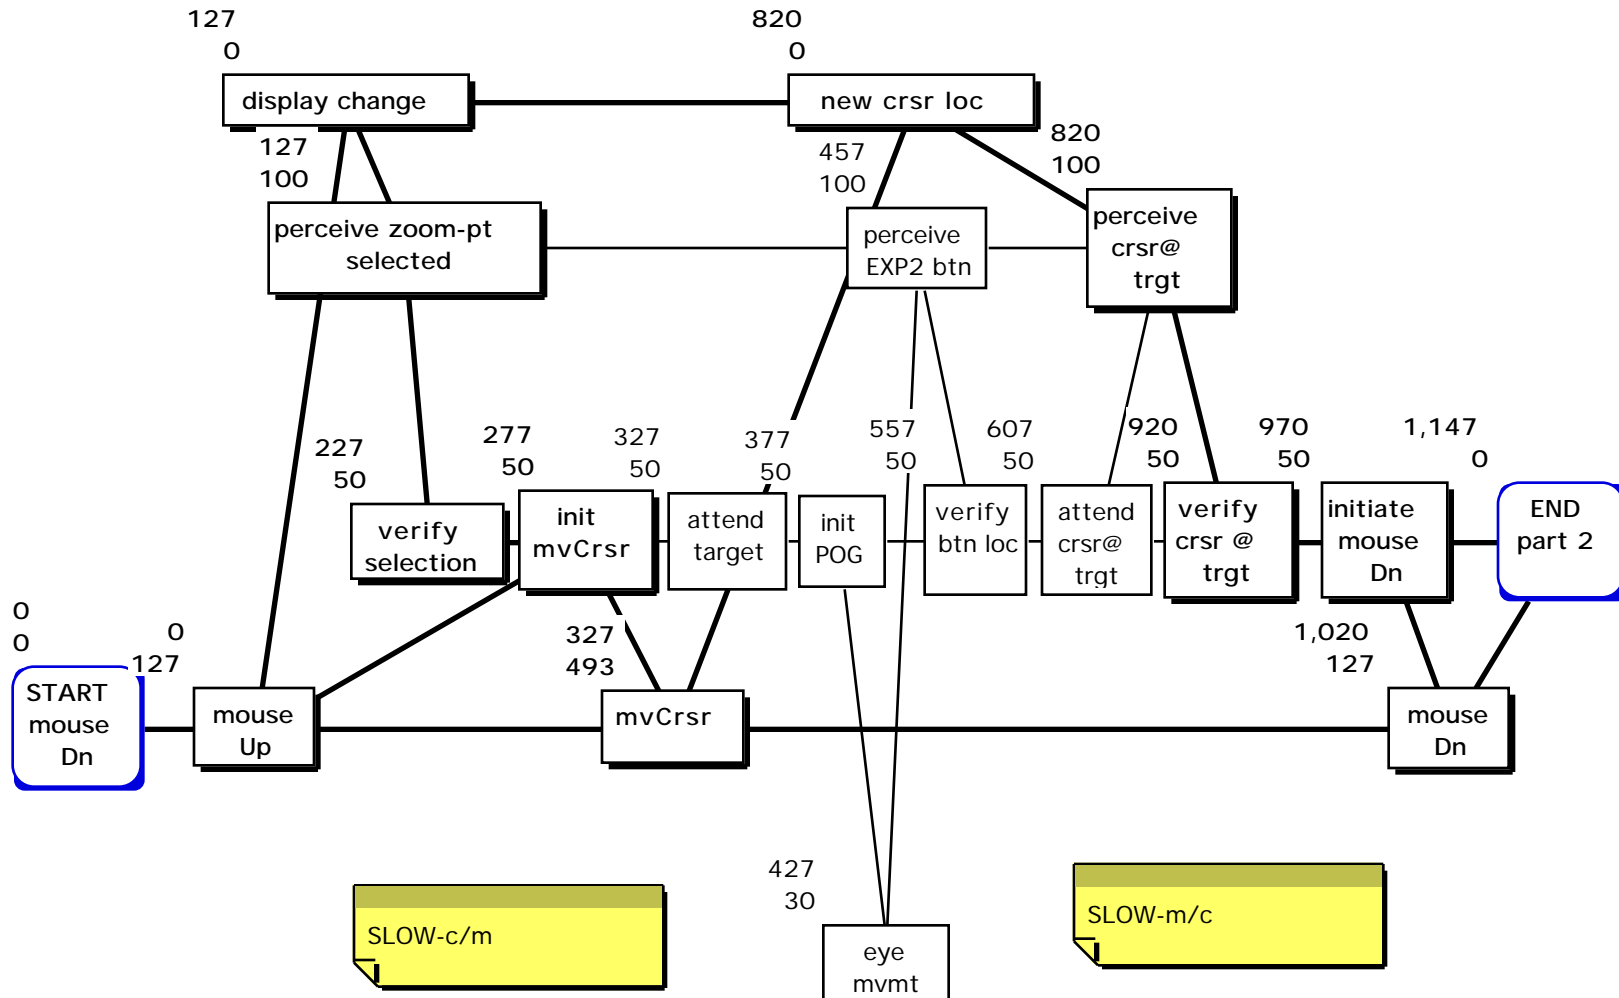 127
0
display change
820
0
new crsr loc
127
100
perceive zoom-pt
selected
457
100
perceive
EXP2 btn
820
100
perceive
crsr@
trgt
227
50
verify
selection
277
50
init
mvCrsr
327
50
attend
target
377
50
init
POG
557
50
verify
btn loc
607
50
attend
crsr@
trgt
920
50
verify
crsr @
trgt
970
50
initiate
mouse
Dn
1,147
0
END
part 2
0
0
START
mouse
Dn
0
127
mouse
Up
327
493
mvCrsr
1,020
127
mouse
Dn
427
30
eye
mvmt
SLOW-c/m
SLOW-m/c